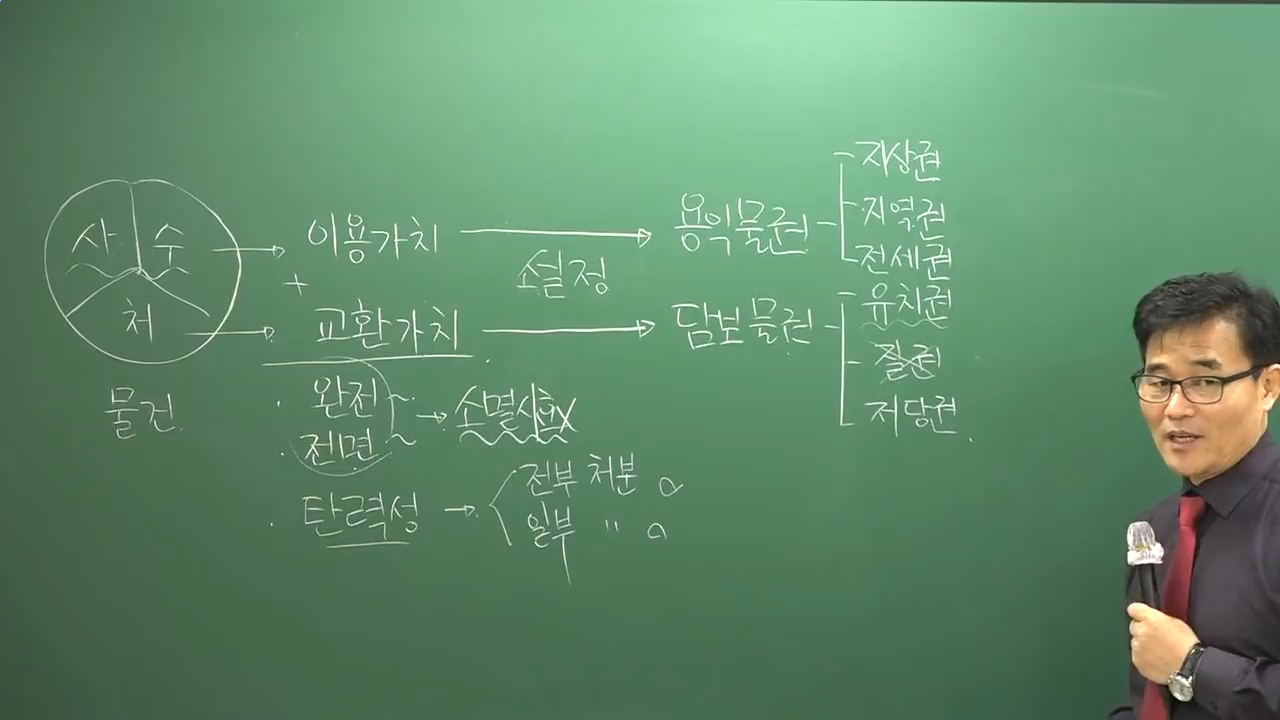 사 수
처
물건
이용가치
+
교환가치
설정
용익물권
지상권
지역권
전세권
담보물권
유치권
질권
저당권
완전
전면
소멸시효X
탄력성
전부 처분 O
일부 " O